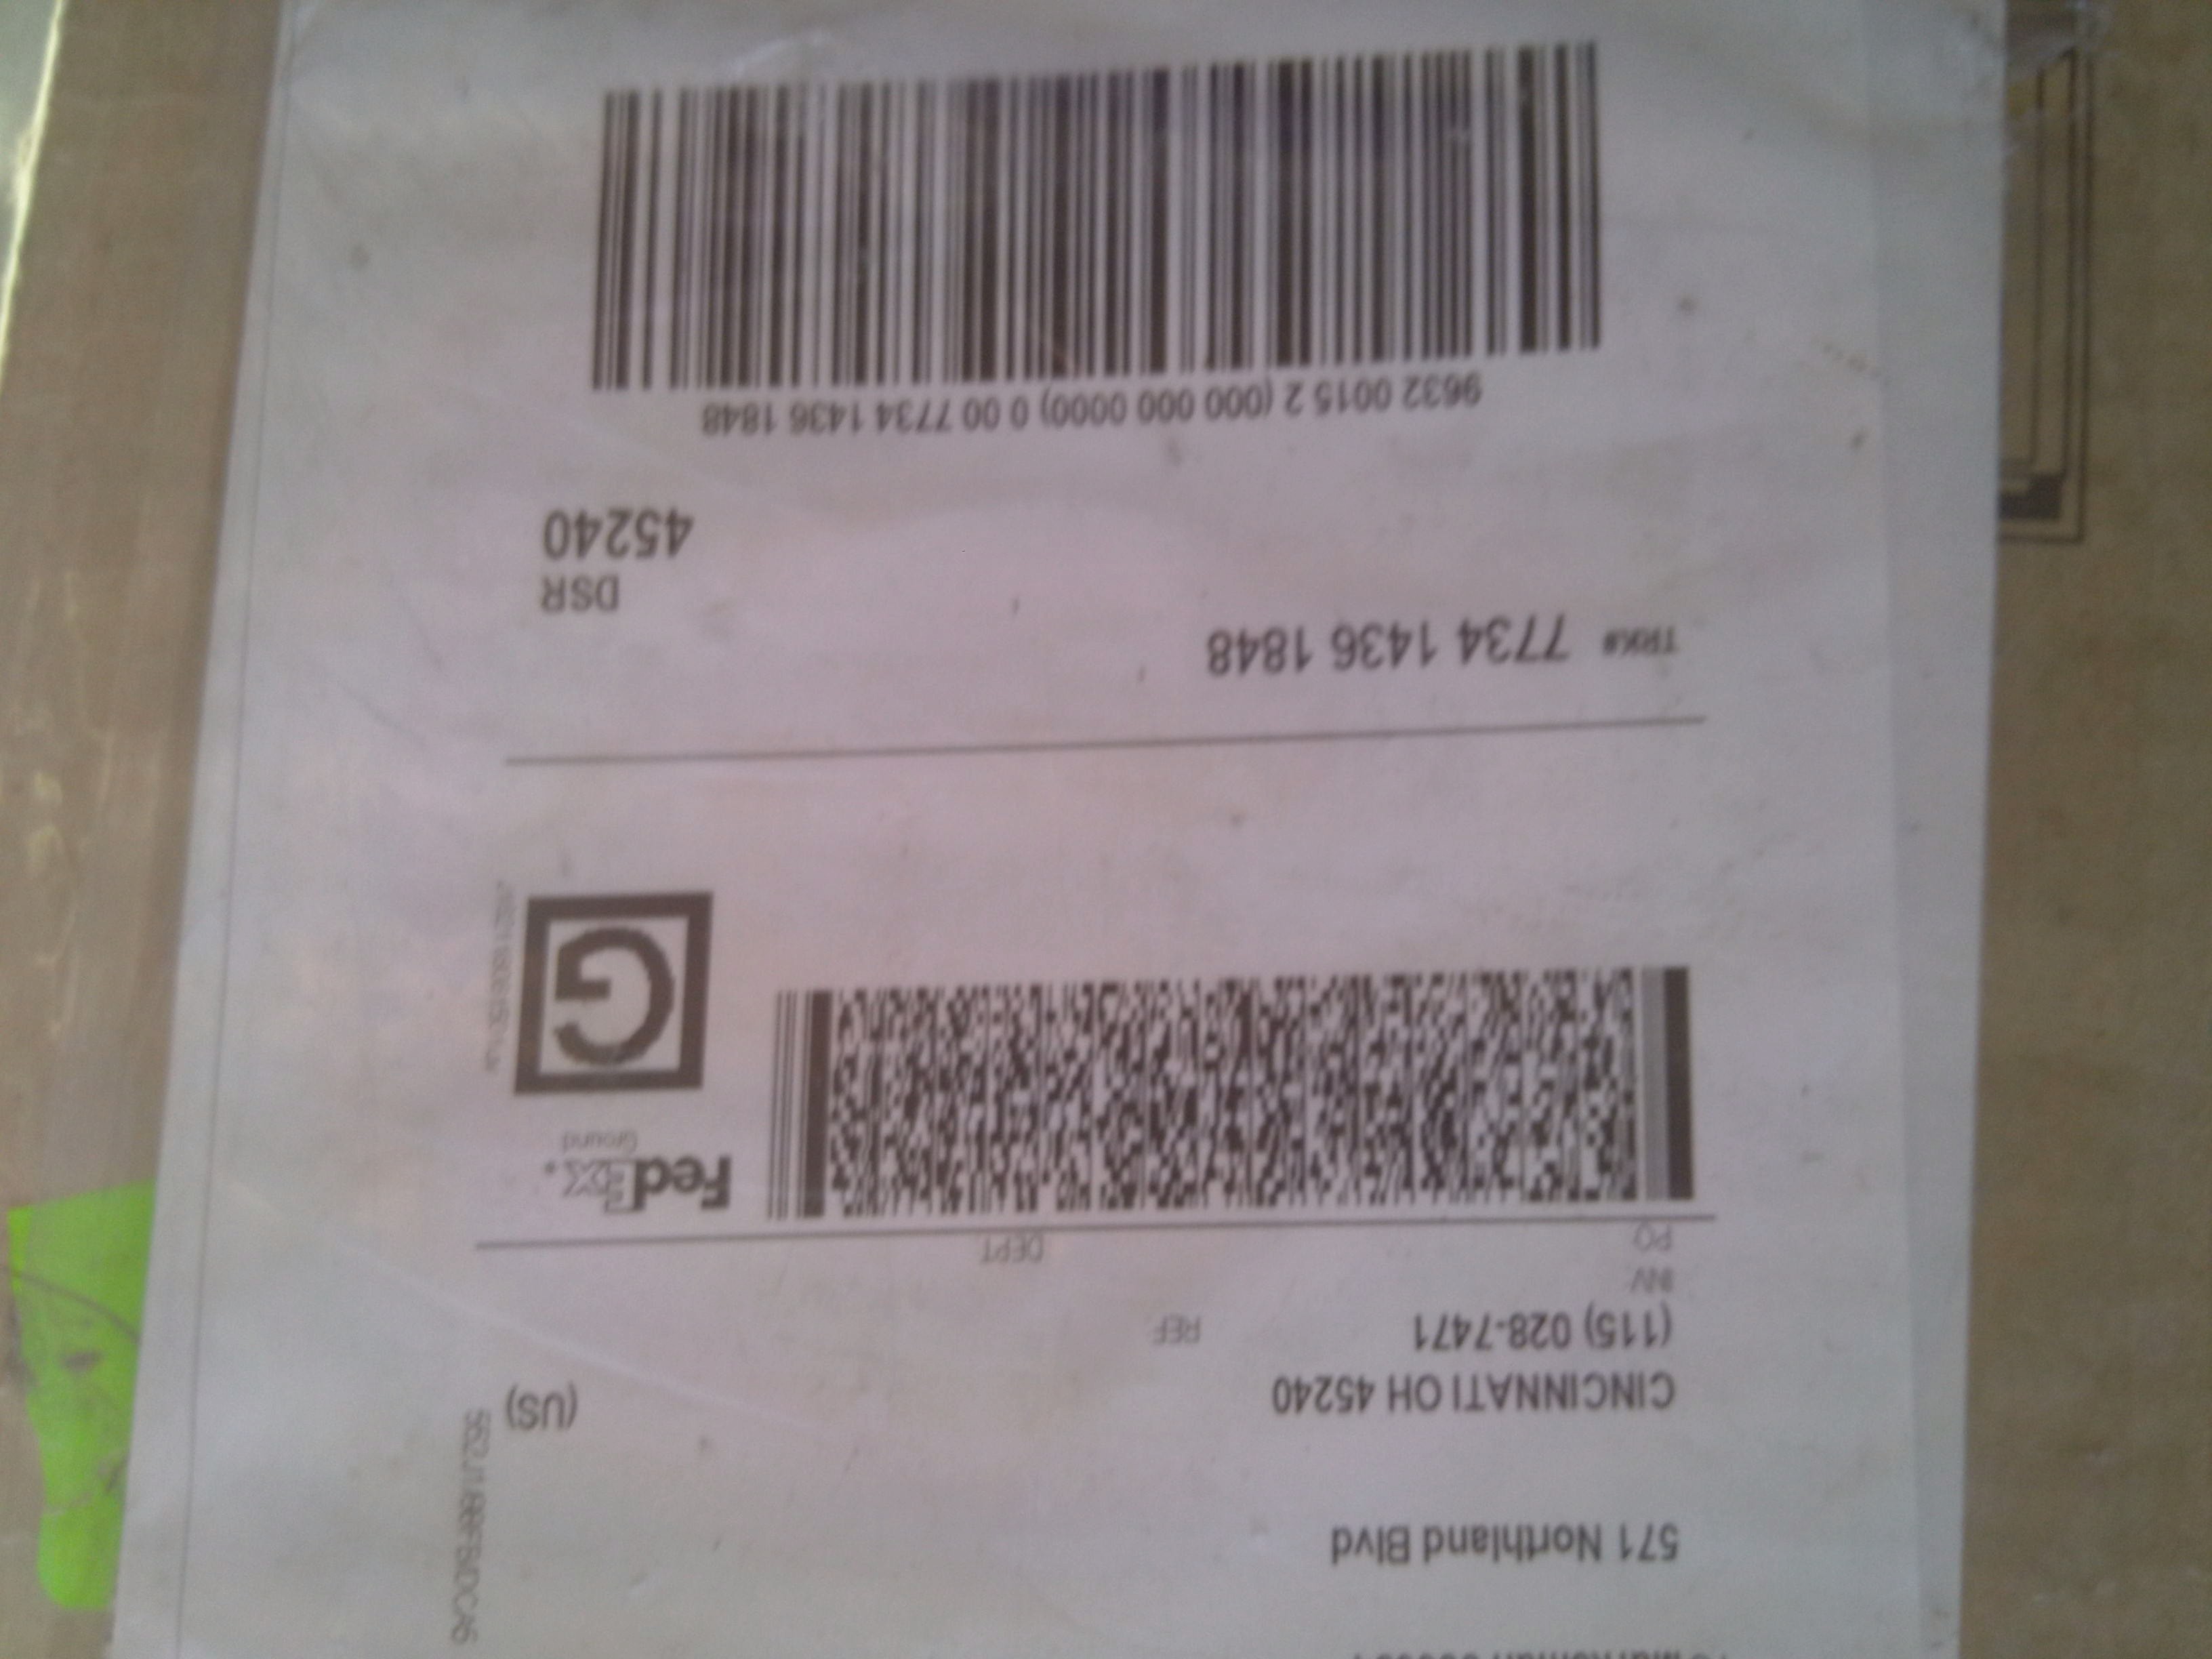 571 Northland Blvd
CINCINNATI OH 45240
(US)
(115) 028-7471
REF
INV
PO
DEPT
FedEx
Ground
G
TRK# 7734 1436 1848
DSR
45240
9632 0015 2 (000 000 0000) 0 00 7734 1436 1848